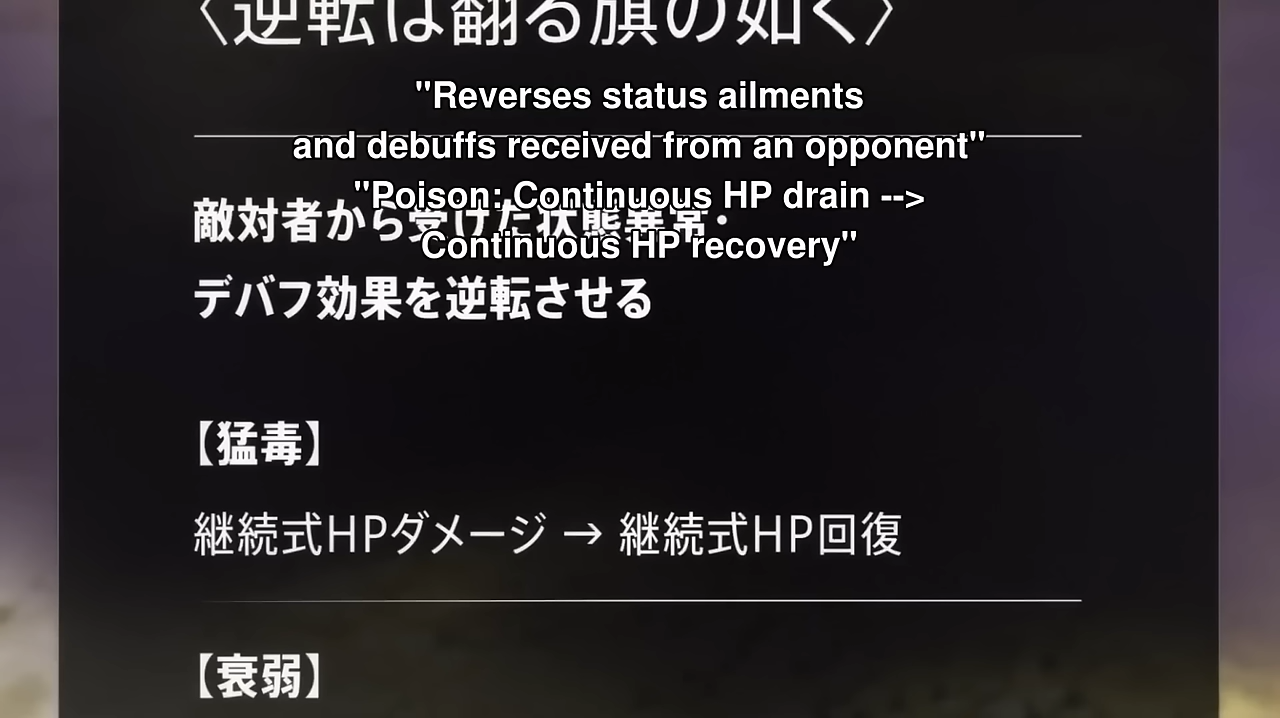 〈逆転は翻る旗の如く〉
"Reverses status ailments
and debuffs received from an opponent"
"Poison: Continuous HP drain -->
Continuous HP recovery"
敵対者から受けた状態異常・
デバフ効果を逆転させる
【猛毒】
継続式HPダメージ → 継続式HP回復
【衰弱】